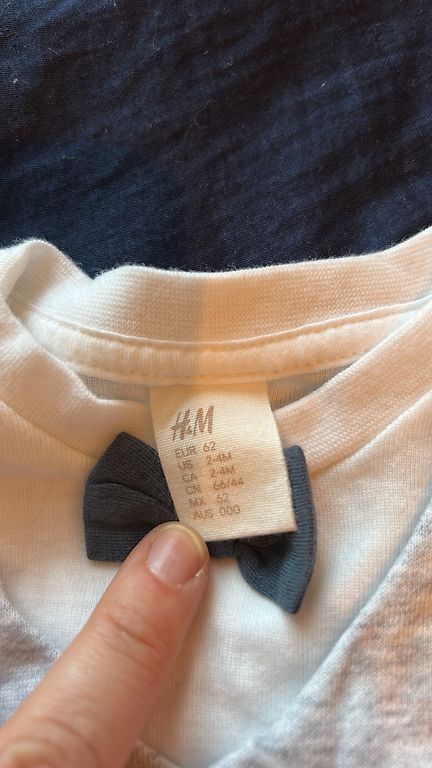 H&M
EUR 62
US 2-4M
CA 2-4M
CN 66/44
MX 62
AUS 000